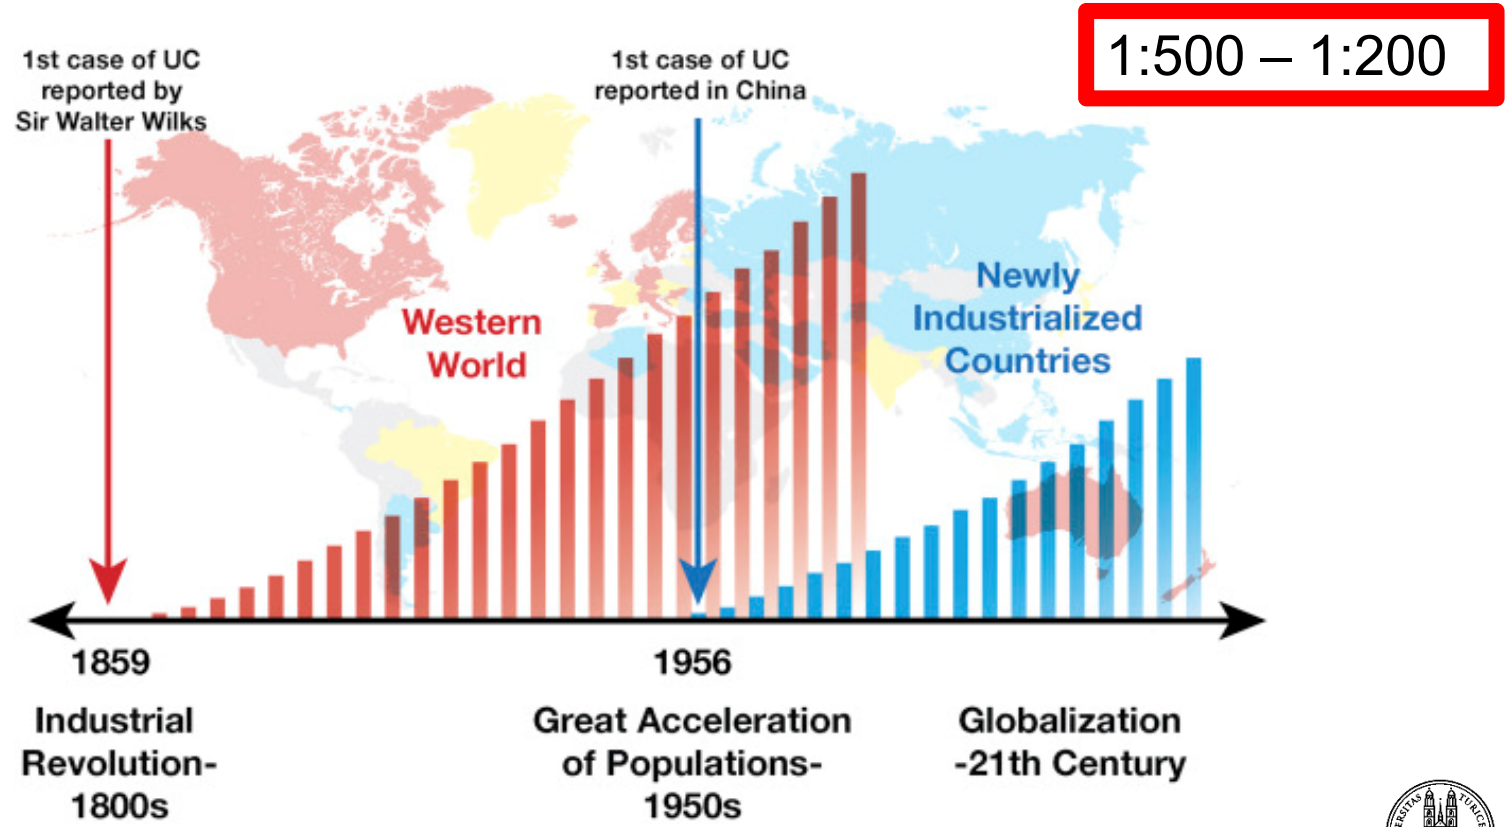 1st case of UC
reported by
Sir Walter Wilks
1st case of UC
reported in China
1:500 – 1:200
Western
World
Newly
Industrialized
Countries
1859
1956
Industrial
Revolution-
1800s
Great Acceleration
of Populations-
1950s
Globalization
-21th Century